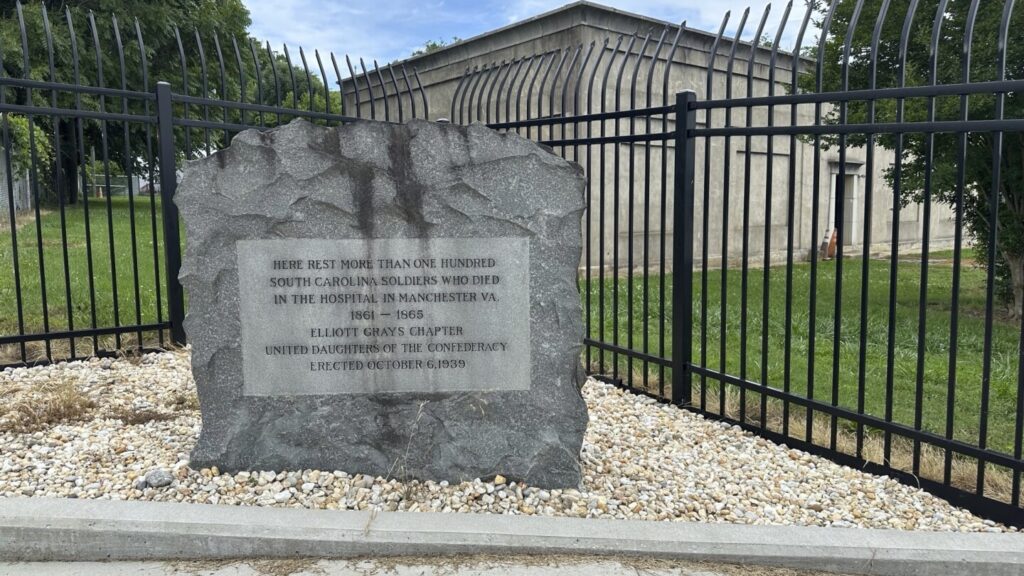 HERE REST MORE THAN ONE HUNDRED
SOUTH CAROLINA SOLDIERS WHO DIED
IN THE HOSPITAL IN MANCHESTER VA.
1861 — 1865
ELLIOTT GRAYS CHAPTER
UNITED DAUGHTERS OF THE CONFEDERACY
ERECTED OCTOBER 6, 1939